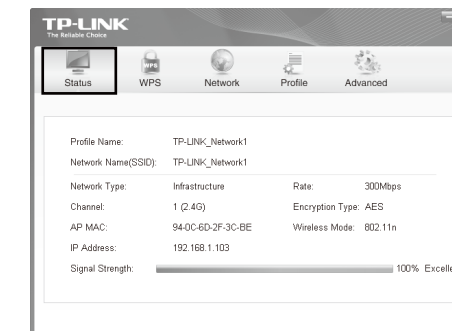 TP-LINK
The Reliable Choice
Status WPS Network Profile Advanced
Profile Name: TP-LINK_Network1
Network Name(SSID): TP-LINK_Network1
Network Type: Infrastructure Rate: 300Mbps
Channel: 1 (2.4G) Encryption Type: AES
AP MAC: 94-0C-6D-2F-3C-BE Wireless Mode: 802.11n
IP Address: 192.168.1.103
Signal Strength: 100% Excelle